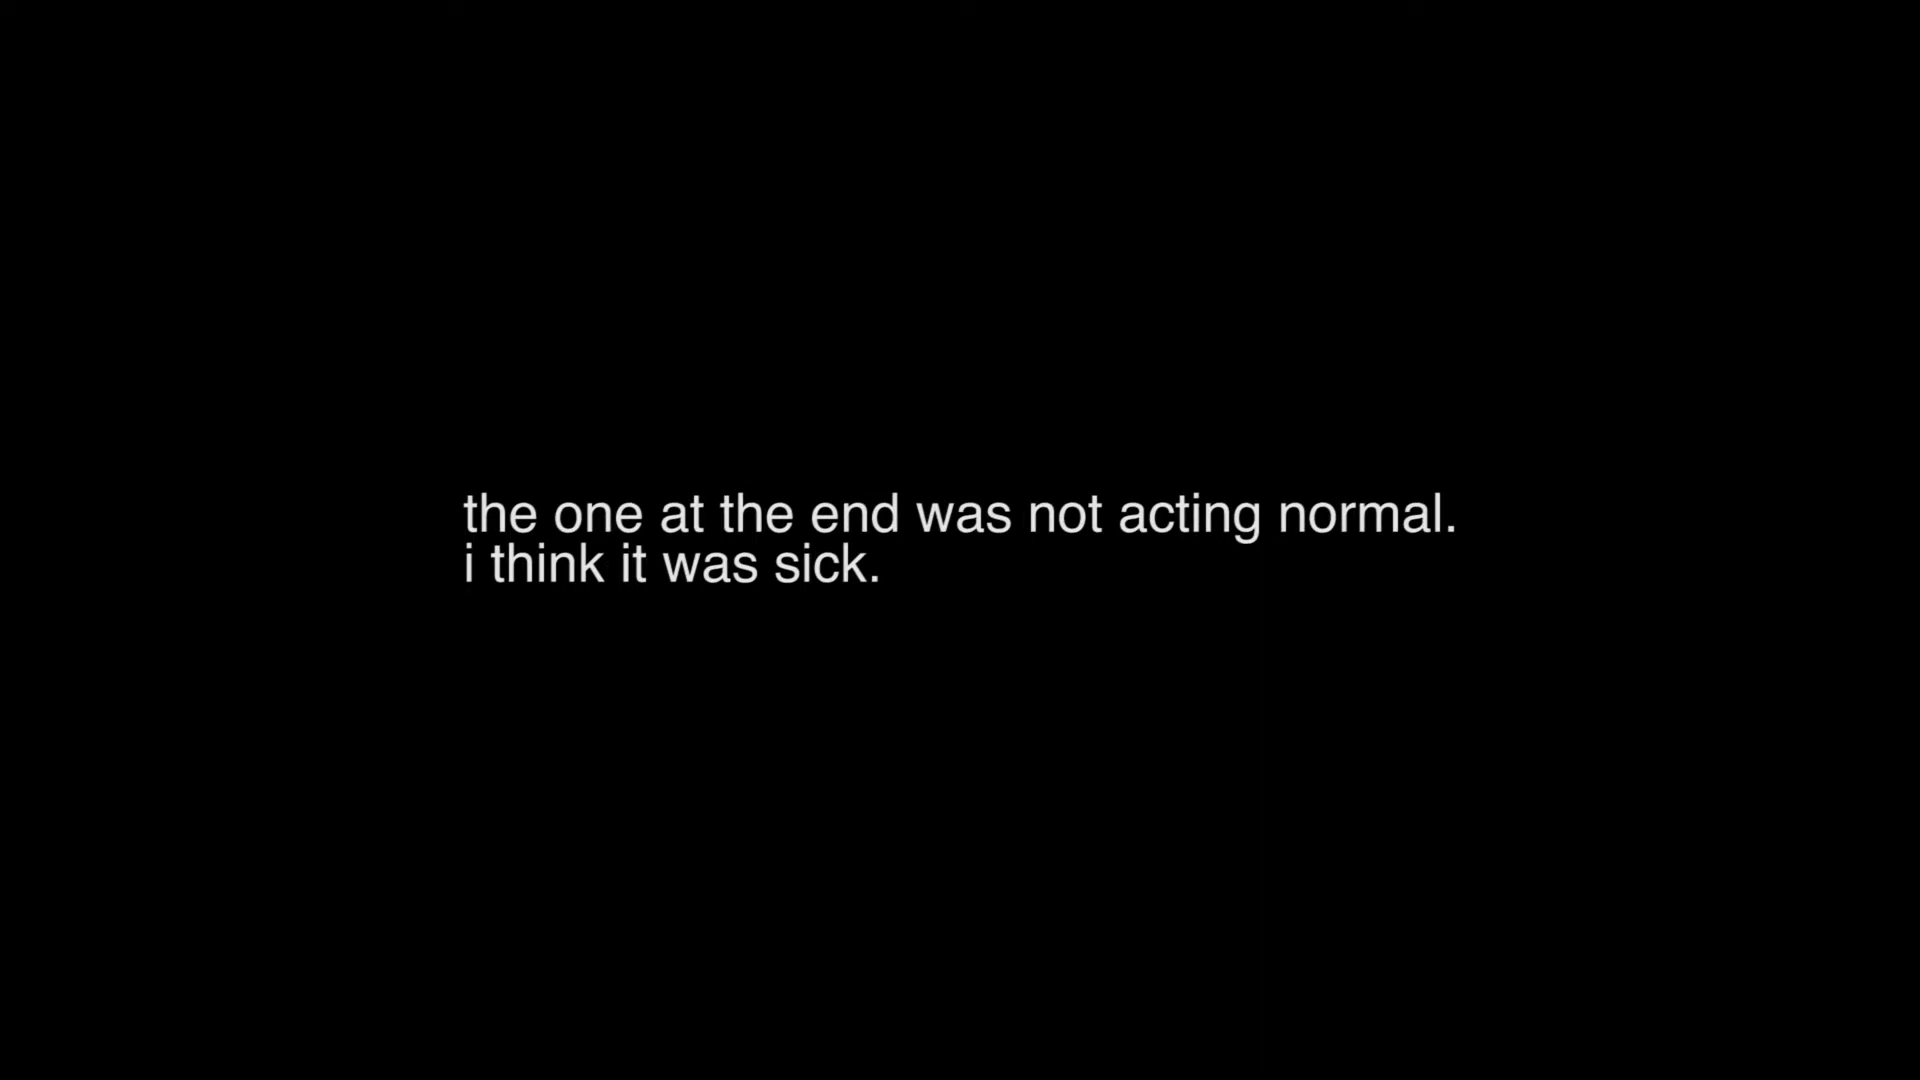 the one at the end was not acting normal.
i think it was sick.